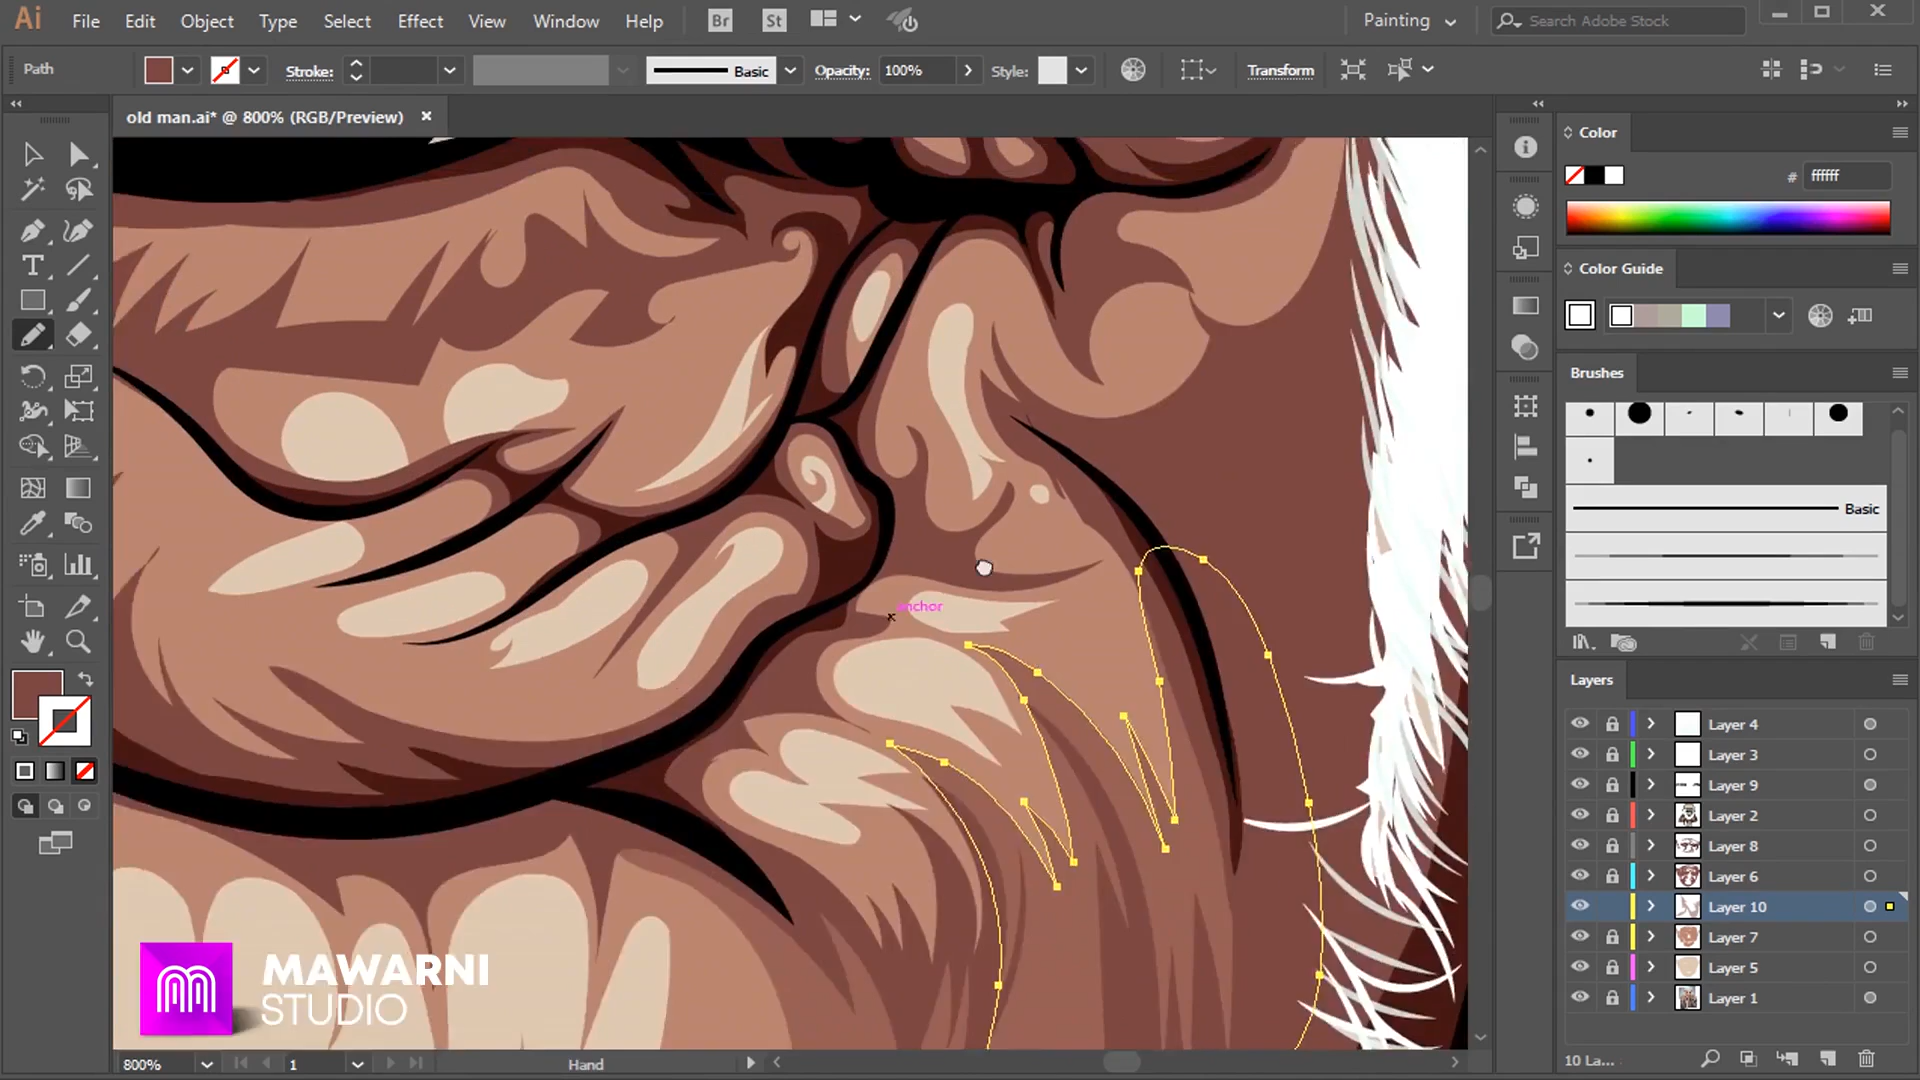 Ai File Edit Object Type Select Effect View Window Help Br St Painting Search Adobe Stock
Path Stroke: Basic Opacity: 100% Style: Transform
old man.ai* @ 800% (RGB/Preview)
Color
# ffffff
Color Guide
Brushes
Basic
anchor
Layers
Layer 4
Layer 3
Layer 9
Layer 2
Layer 8
Layer 6
Layer 10
Layer 7
Layer 5
Layer 1
MAWARNI
STUDIO
800% 1 Hand 10 La...